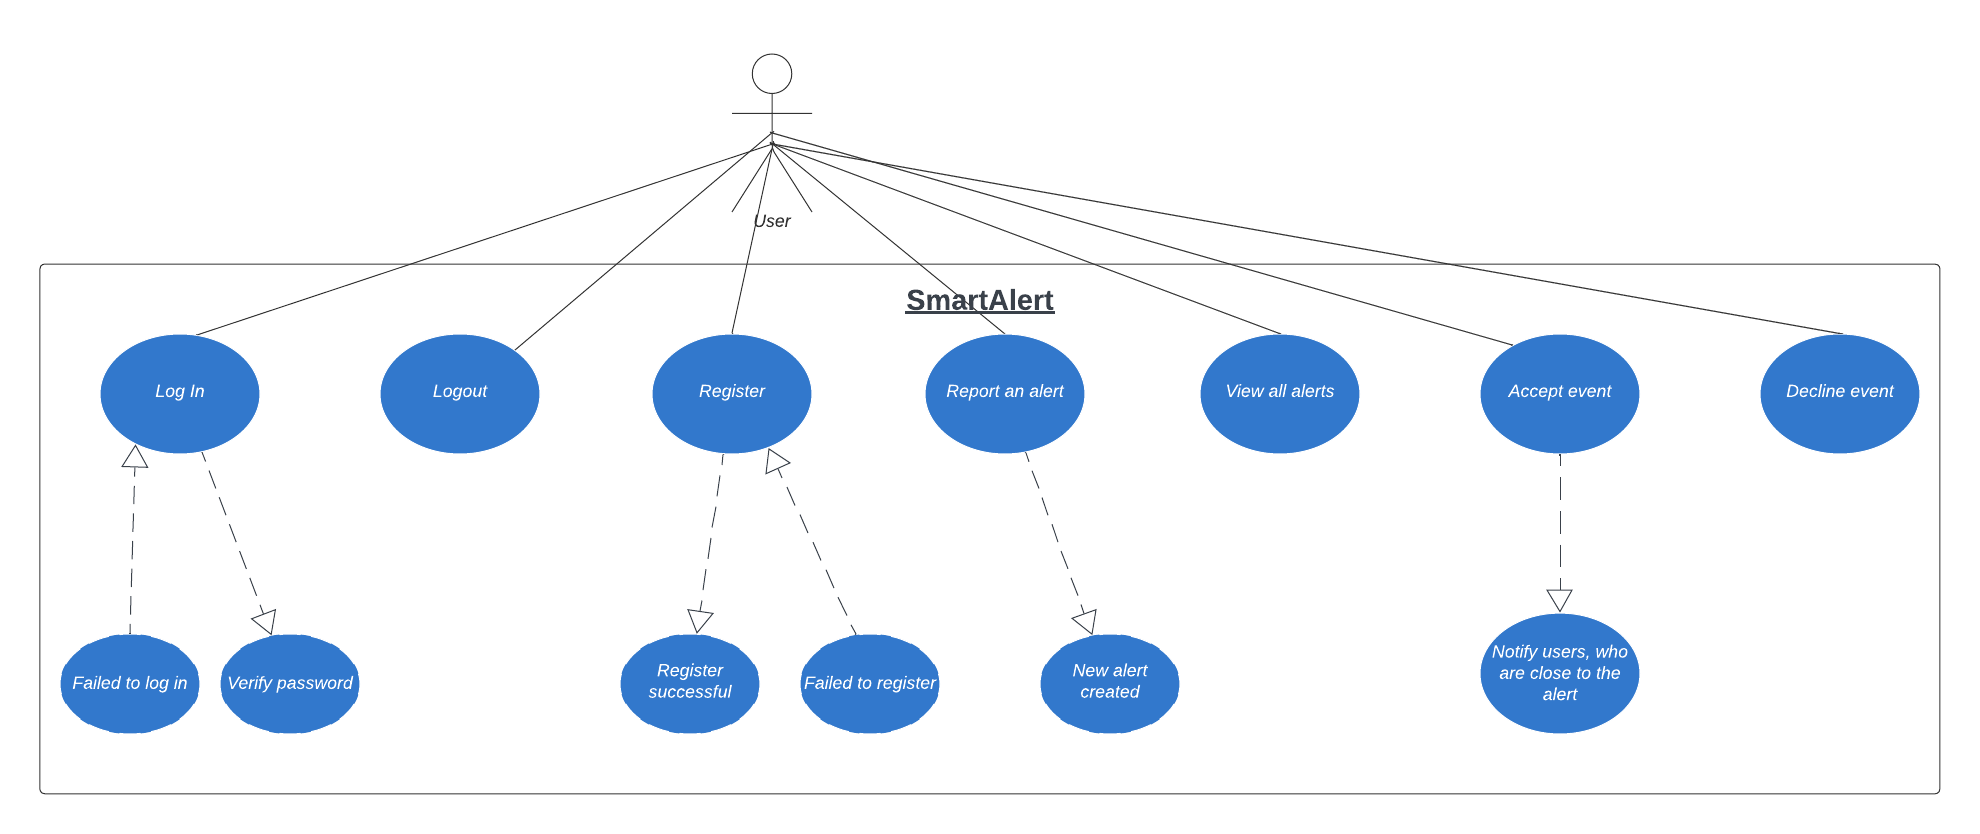 User
SmartAlert
Log In
Logout
Register
Report an alert
View all alerts
Accept event
Decline event
Failed to log in
Verify password
Register
successful
Failed to register
New alert
created
Notify users, who
are close to the
alert